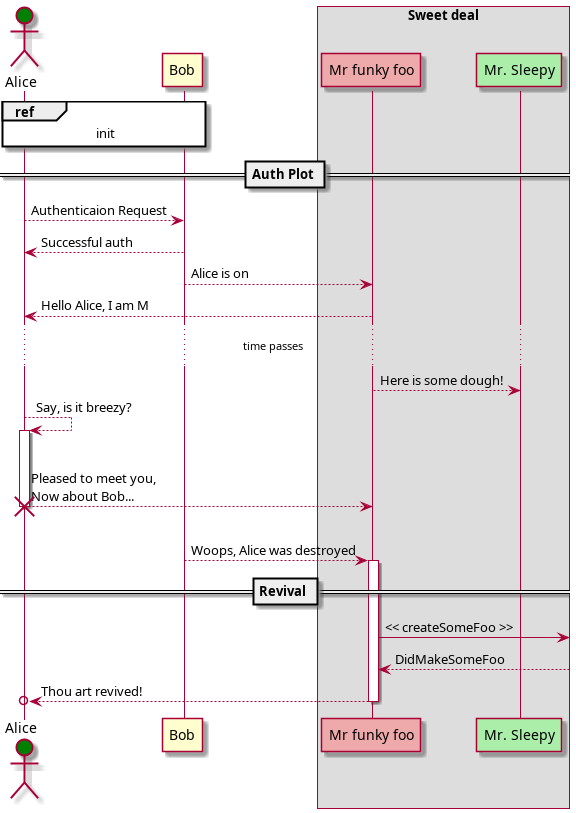 Sweet deal
Alice
Bob
Mr funky foo
Mr. Sleepy
ref
init
Auth Plot
Authenticaion Request
Successful auth
Alice is on
Hello Alice, I am M
time passes
Here is some dough!
Say, is it breezy?
Pleased to meet you,
Now about Bob...
Woops, Alice was destroyed
Revival
<< createSomeFoo >>
DidMakeSomeFoo
Thou art revived!
Alice
Bob
Mr funky foo
Mr. Sleepy